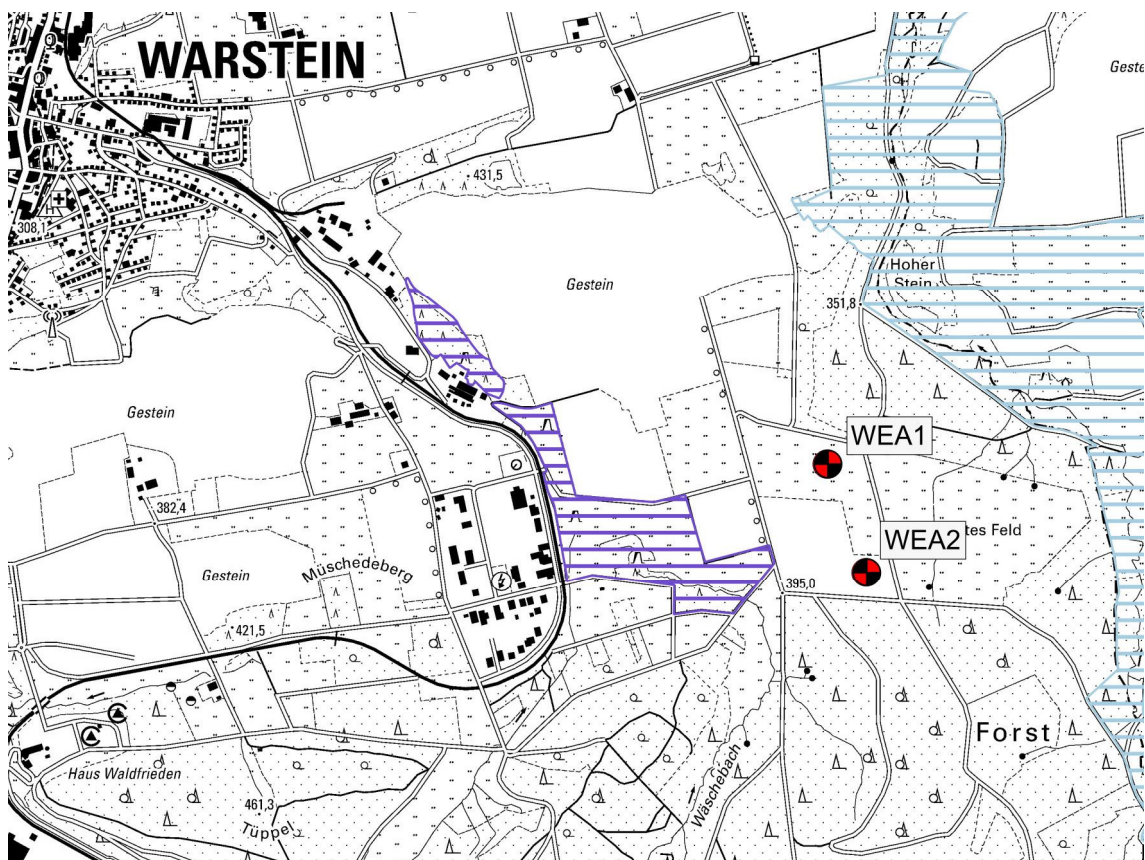 WARSTEIN
Geste
431,5
308,1
Gestein
Hoher
Stein
351,8
Gestein
WEA1
382,4
WEA2
tes Feld
Gestein
Müschedeberg
395,0
421,5
Forst
Haus Waldfrieden
Wäschebach
461,3
Tüppel